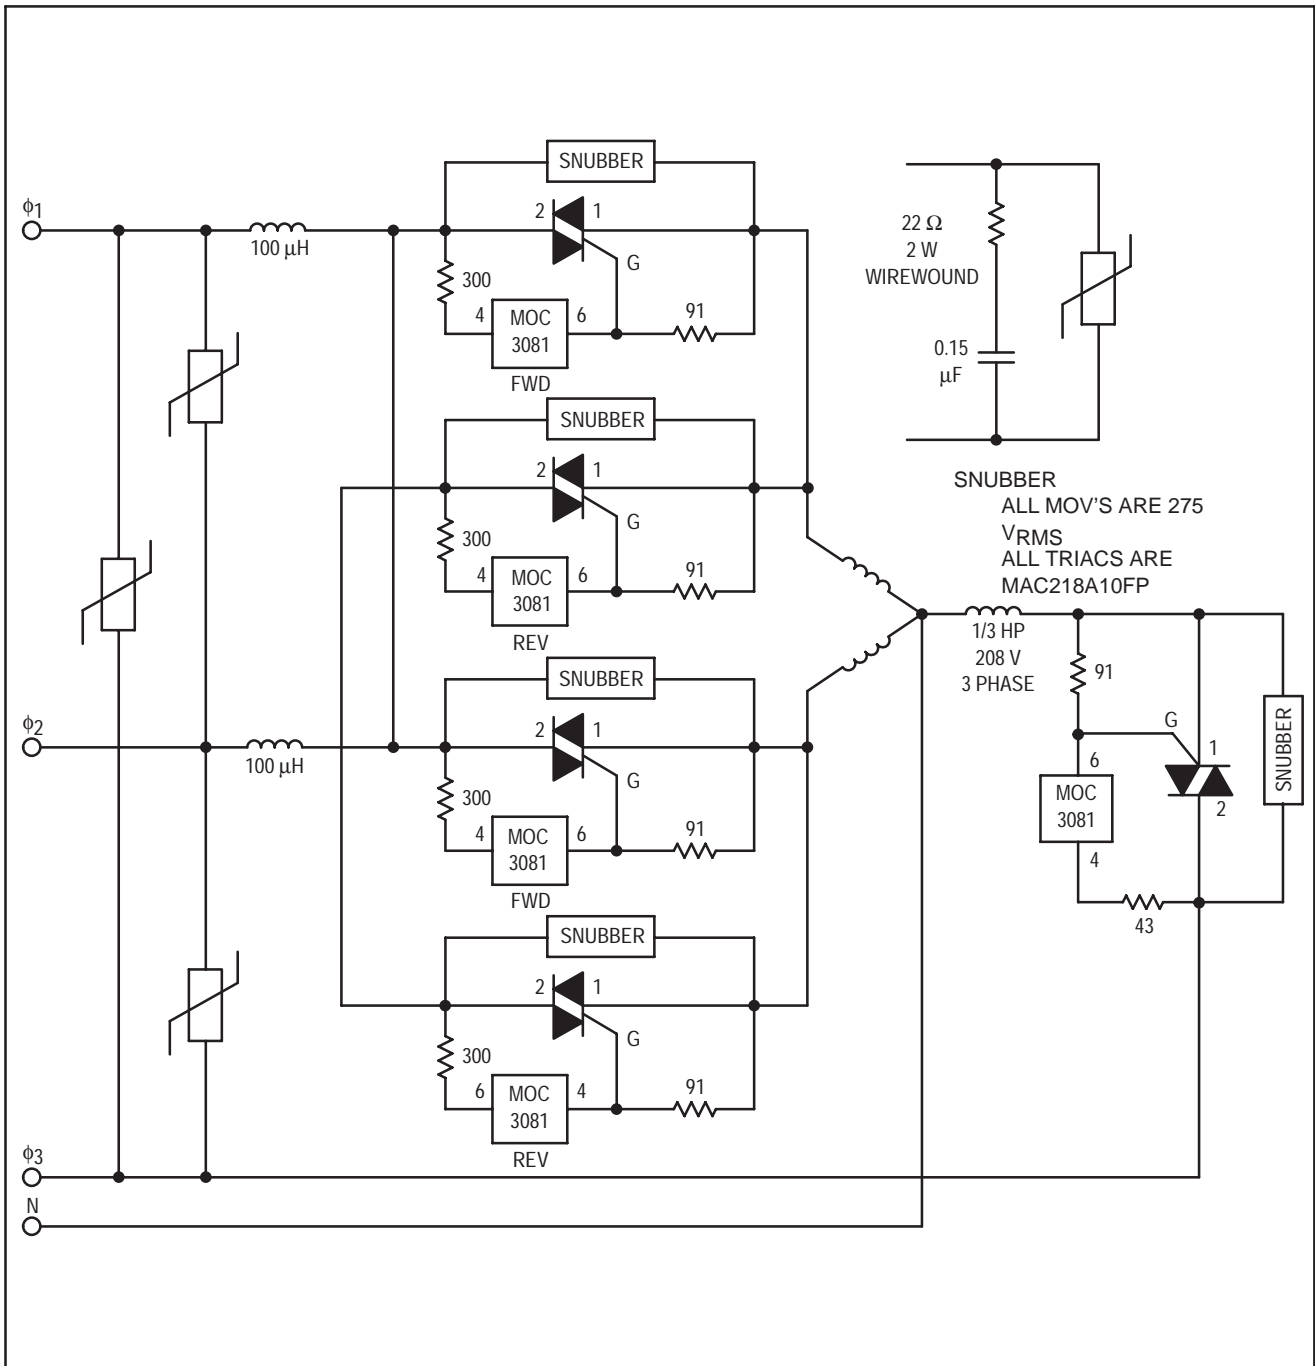 SNUBBER
ϕ1
2 1
22 Ω
2 W
WIREWOUND
100 µH
G
300
91
4 MOC 3081 6
FWD
0.15
µF
SNUBBER
2 1
G
300
91
4 MOC 3081 6
REV
SNUBBER
ALL MOV'S ARE 275
VRMS
ALL TRIACS ARE
MAC218A10FP
1/3 HP
208 V
3 PHASE
91
SNUBBER
ϕ2
2 1
100 µH
G
300
91
4 MOC 3081 6
FWD
G
6
1
MOC
3081
2
SNUBBER
4
43
SNUBBER
2 1
G
300
91
6 MOC 3081 4
REV
ϕ3
N